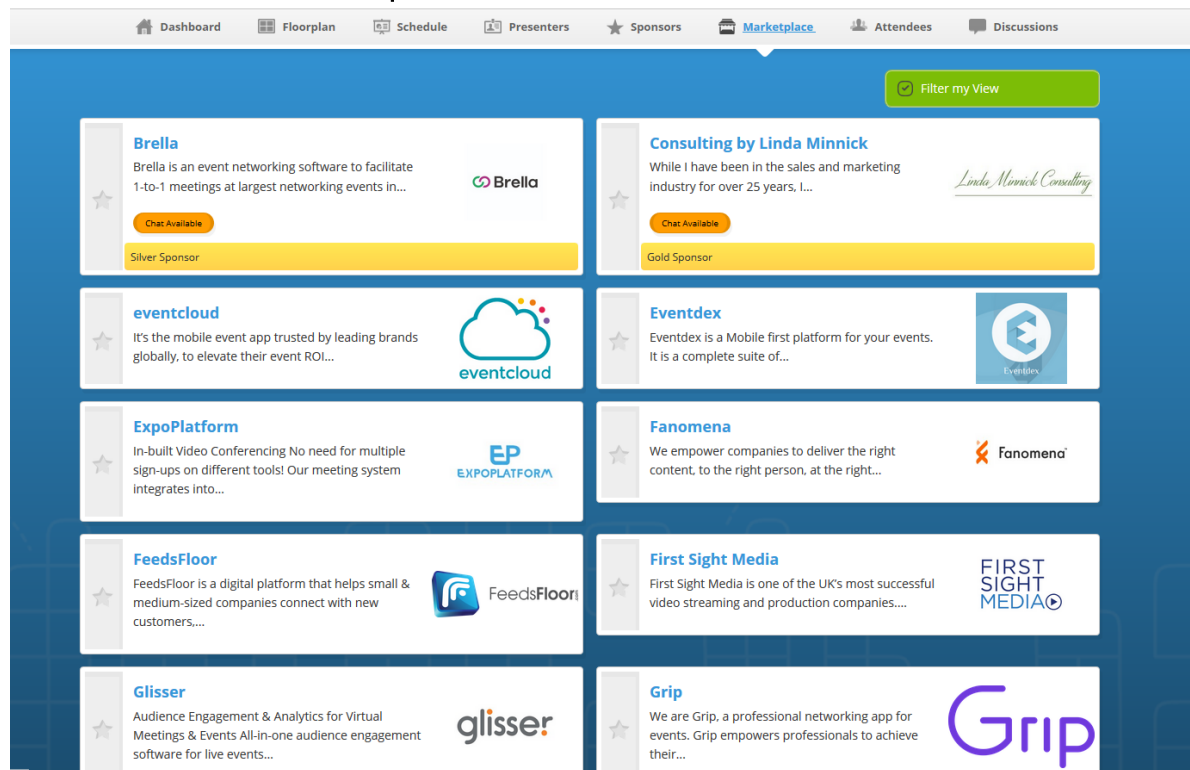 Dashboard
Floorplan
Schedule
Presenters
Sponsors
Marketplace
Attendees
Discussions
Filter my View
Brella
Brella is an event networking software to facilitate
1-to-1 meetings at largest networking events in...
Chat Available
Silver Sponsor
Brella
Consulting by Linda Minnick
While I have been in the sales and marketing
industry for over 25 years, I...
Chat Available
Gold Sponsor
Linda Minnick Consulting
eventcloud
It's the mobile event app trusted by leading brands
globally, to elevate their event ROI...
eventcloud
Eventdex
Eventdex is a Mobile first platform for your events.
It is a complete suite of...
Eventdex
ExpoPlatform
In-built Video Conferencing No need for multiple
sign-ups on different tools! Our meeting system
integrates into...
EP
EXPOPLATFORM
Fanomena
We empower companies to deliver the right
content, to the right person, at the right...
Fanomena
FeedsFloor
FeedsFloor is a digital platform that helps small &
medium-sized companies connect with new
customers,...
FeedsFloor
First Sight Media
First Sight Media is one of the UK's most successful
video streaming and production companies....
FIRST
SIGHT
MEDIA
Glisser
Audience Engagement & Analytics for Virtual
Meetings & Events All-in-one audience engagement
software for live events...
glisser
Grip
We are Grip, a professional networking app for
events. Grip empowers professionals to achieve
their...
Grip